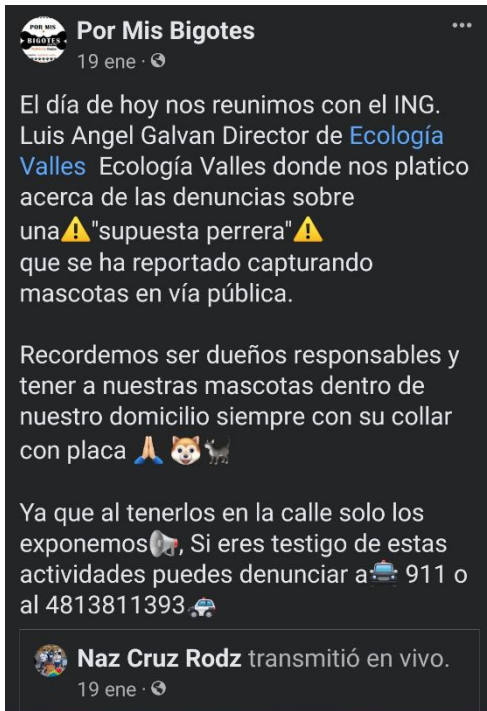 Por Mis Bigotes
19 ene ·
El día de hoy nos reunimos con el ING.
Luis Angel Galvan Director de Ecología
Valles Ecología Valles donde nos platico
acerca de las denuncias sobre
una⚠️"supuesta perrera"⚠️
que se ha reportado capturando
mascotas en vía pública.
Recordemos ser dueños responsables y
tener a nuestras mascotas dentro de
nuestro domicilio siempre con su collar
con placa 🙏🏻 🐶🐈‍⬛
Ya que al tenerlos en la calle solo los
exponemos📢, Si eres testigo de estas
actividades puedes denunciar a🚔 911 o
al 4813811393🚓
Naz Cruz Rodz transmitió en vivo.
19 ene ·